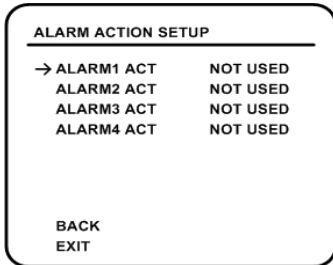 ALARM ACTION SETUP
→ ALARM1 ACT NOT USED
ALARM2 ACT NOT USED
ALARM3 ACT NOT USED
ALARM4 ACT NOT USED
BACK
EXIT